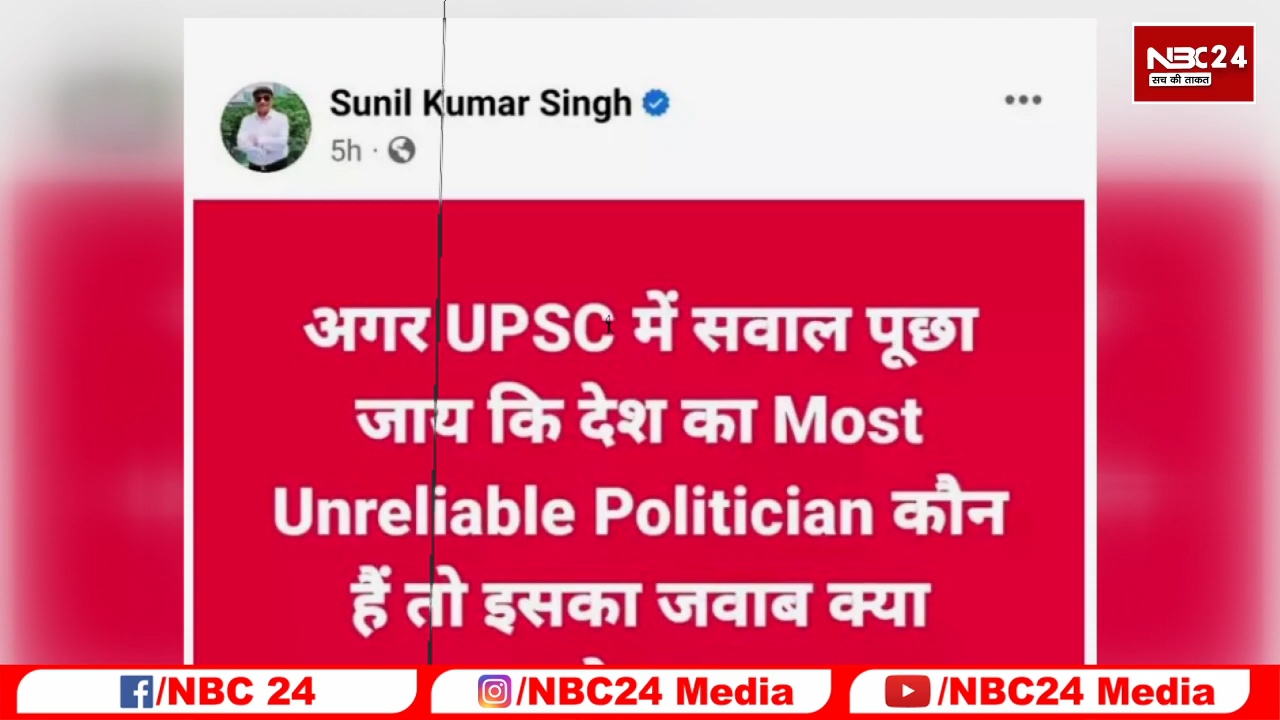 NBC24
सच की ताकत
Sunil Kumar Singh
5h ·
अगर UPSC में सवाल पूछा
जाय कि देश का Most
Unreliable Politician कौन
हैं तो इसका जवाब क्या
/NBC 24
/NBC24 Media
/NBC24 Media